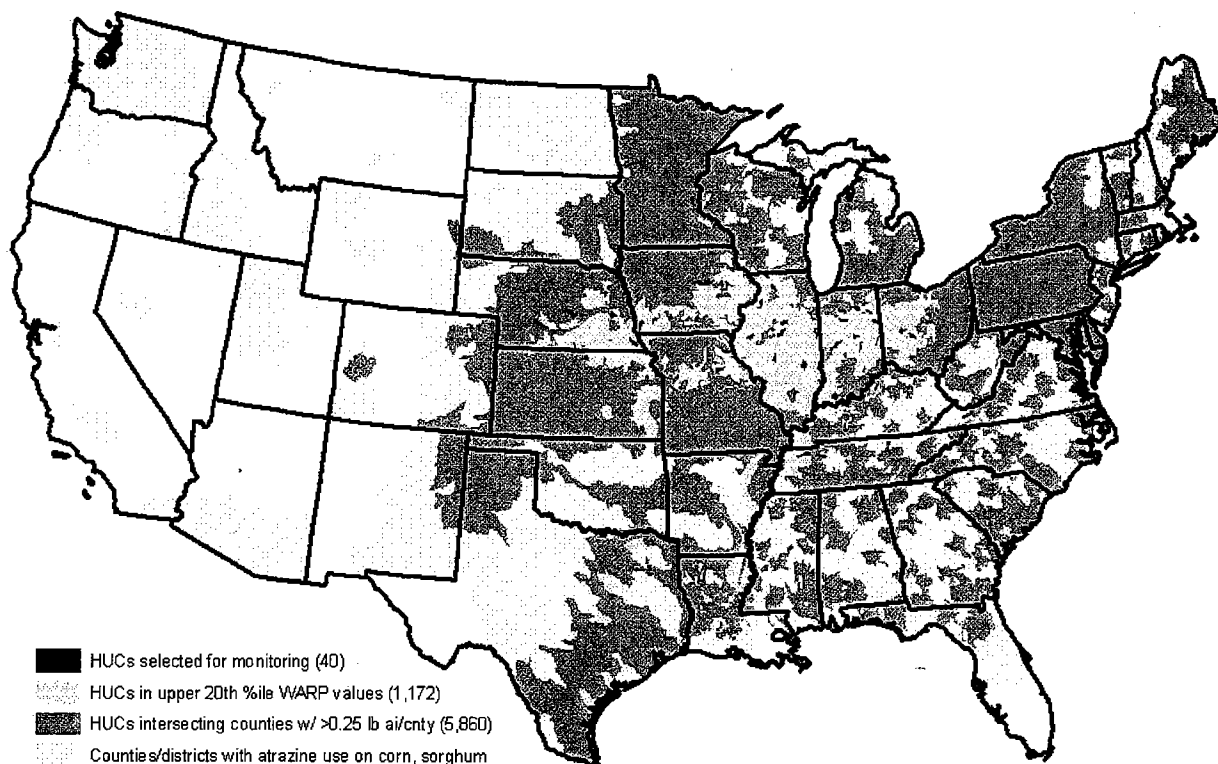 HUCs selected for monitoring (40)
HUCs in upper 20th %ile WARP values (1,172)
HUCs intersecting counties w/ >0.25 lb ai/cnty (5,860)
Counties/districts with atrazine use on corn, sorghum